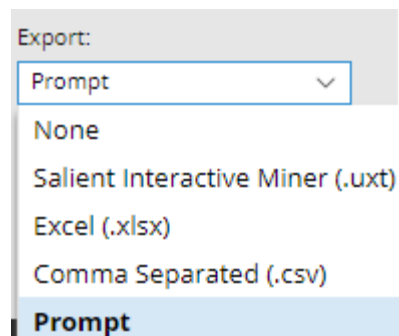 Export:
Prompt
None
Salient Interactive Miner (.uxt)
Excel (.xlsx)
Comma Separated (.csv)
Prompt